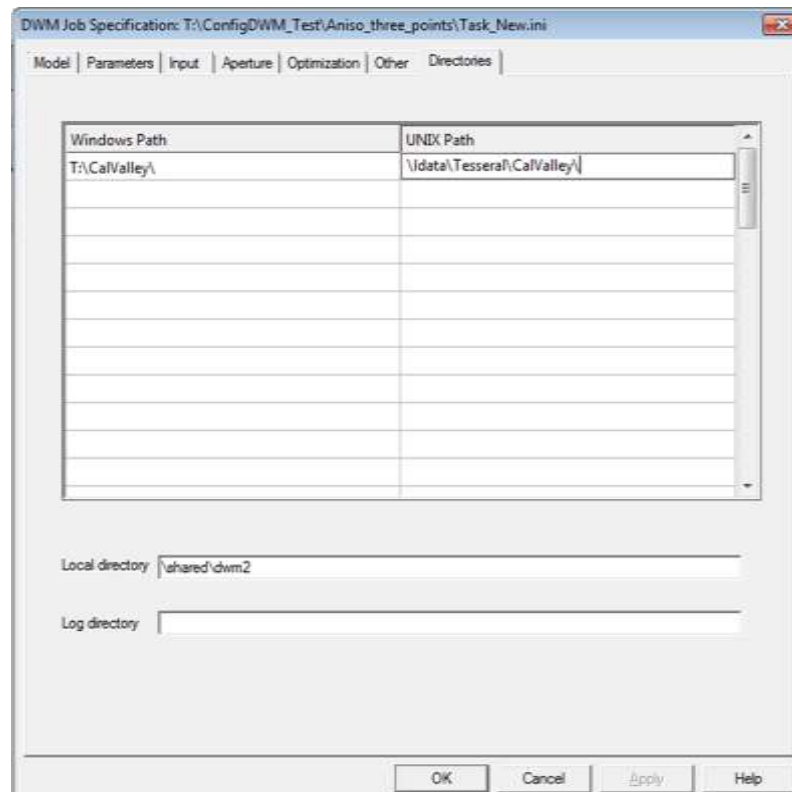 DWM Job Specification: T:\ConfigDWM_Test\Aniso_three_points\Task_New.ini
Model Parameters Input Aperture Optimization Other Directories
Windows Path UNIX Path
T:\CalValley\ \ldata\Tesseral\CalValley\
Local directory \shared\dwm2
Log directory
OK Cancel Apply Help